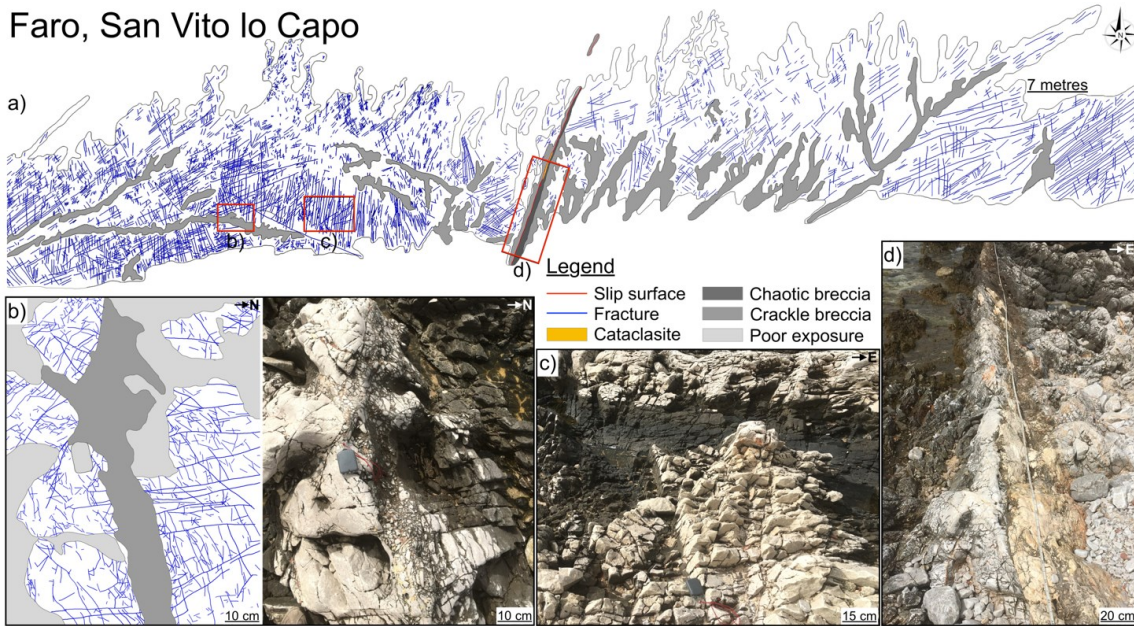 Faro, San Vito lo Capo
N
a)
7 metres
b)
c)
d)
Legend
Slip surface
Fracture
Cataclasite
Chaotic breccia
Crackle breccia
Poor exposure
b)
N
10 cm
N
10 cm
c)
E
15 cm
d)
E
20 cm